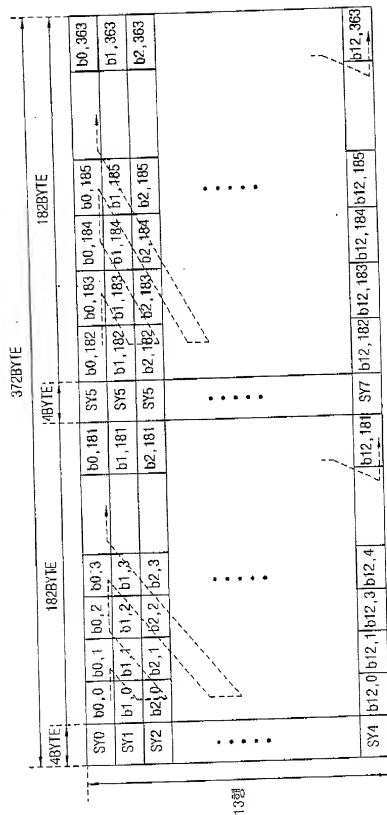 372BYTE
4BYTE 182BYTE 4BYTE 182BYTE
SY0 b0,0 b0,1 b0,2 b0,3 b0,181 SY5 b0,182 b0,183 b0,184 b0,185 b0,363
SY1 b1,0 b1,1 b1,2 b1,3 b1,181 SY5 b1,182 b1,183 b1,184 b1,185 b1,363
SY2 b2,0 b2,1 b2,2 b2,3 b2,181 SY5 b2,182 b2,183 b2,184 b2,185 b2,363
SY4 b12,0 b12,1 b12,3 b12,4 b12,181 SY7 b12,182 b12,183 b12,184 b12,185 b12,363
13행